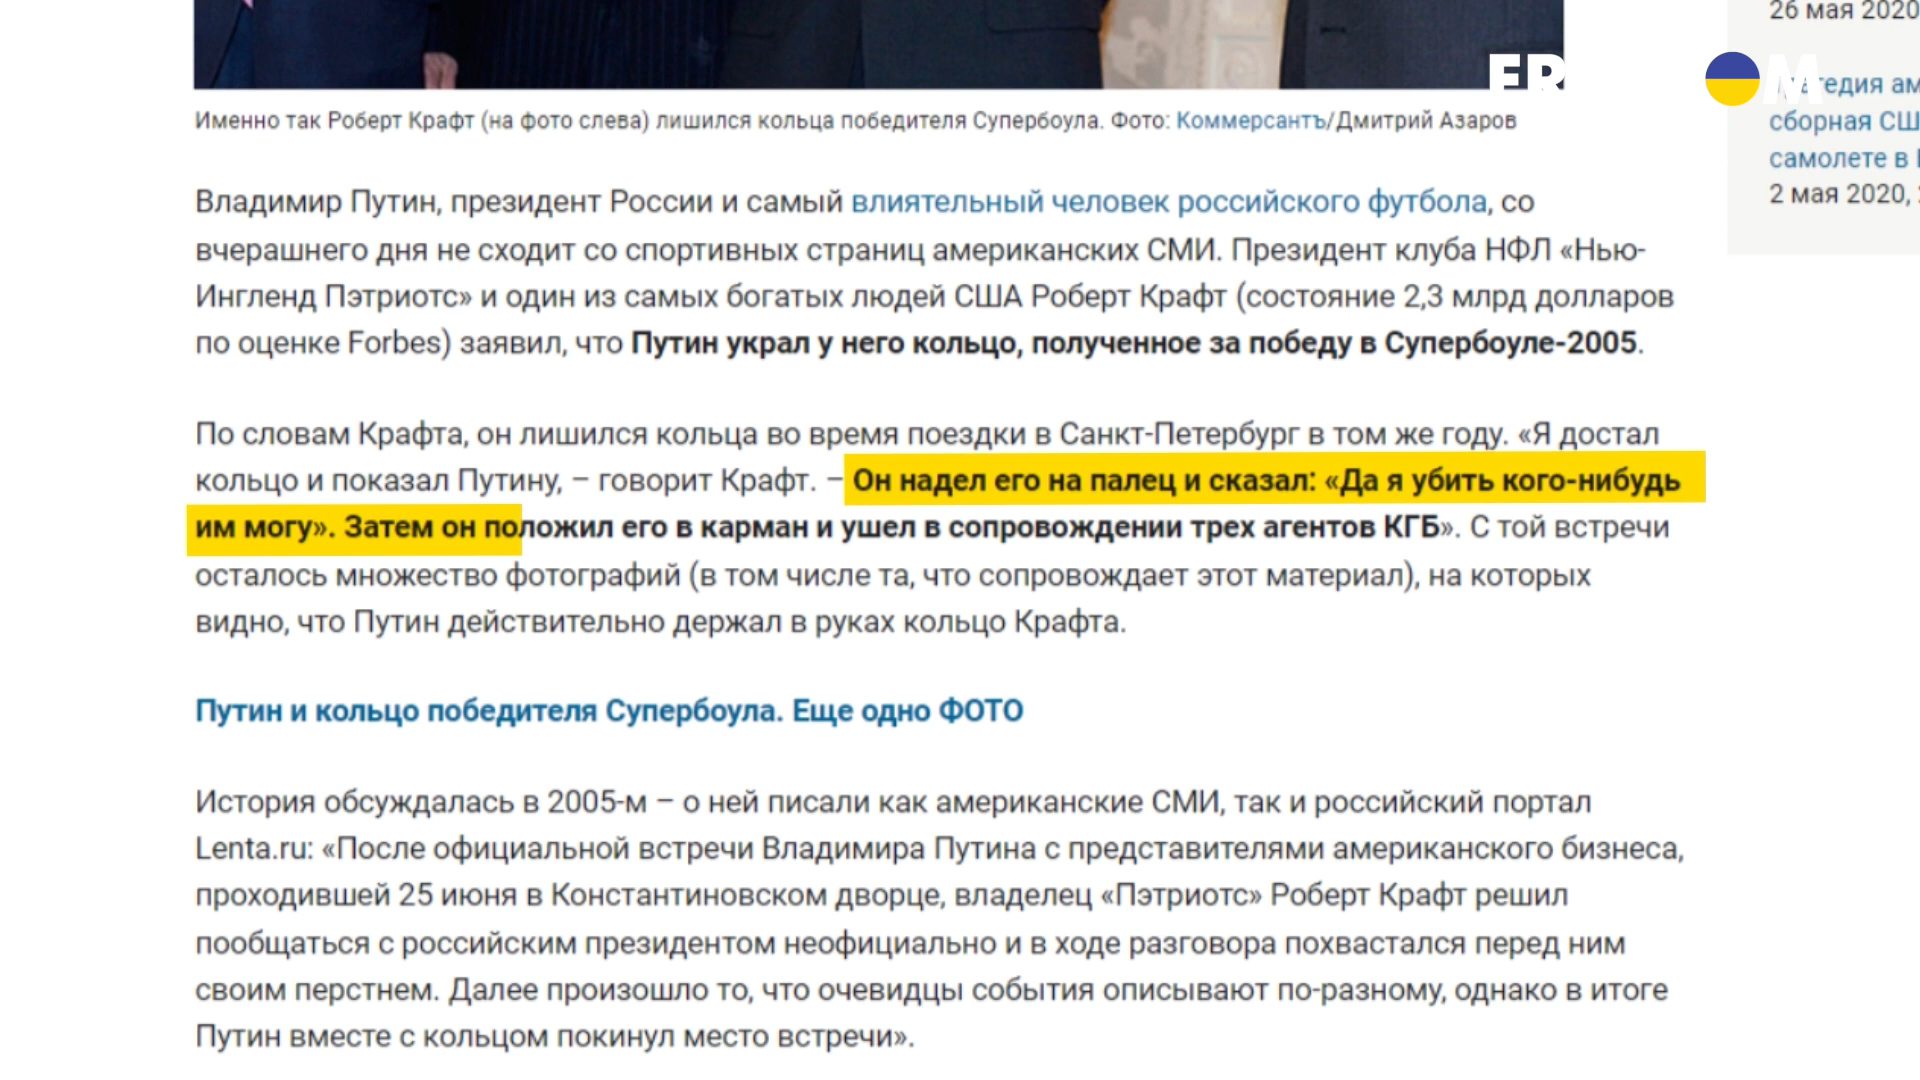 26 мая 2020
ER
M
Именно так Роберт Крафт (на фото слева) лишился кольца победителя Супербоула. Фото: Коммерсантъ/Дмитрий Азаров
сборная СШ
самолете в
2 мая 2020,
Владимир Путин, президент России и самый влиятельный человек российского футбола, со
вчерашнего дня не сходит со спортивных страниц американских СМИ. Президент клуба НФЛ «Нью-
Ингленд Пэтриотс» и один из самых богатых людей США Роберт Крафт (состояние 2,3 млрд долларов
по оценке Forbes) заявил, что Путин украл у него кольцо, полученное за победу в Супербоуле-2005.
По словам Крафта, он лишился кольца во время поездки в Санкт-Петербург в том же году. «Я достал
кольцо и показал Путину, – говорит Крафт. – Он надел его на палец и сказал: «Да я убить кого-нибудь
им могу». Затем он положил его в карман и ушел в сопровождении трех агентов КГБ». С той встречи
осталось множество фотографий (в том числе та, что сопровождает этот материал), на которых
видно, что Путин действительно держал в руках кольцо Крафта.
Путин и кольцо победителя Супербоула. Еще одно ФОТО
История обсуждалась в 2005-м – о ней писали как американские СМИ, так и российский портал
Lenta.ru: «После официальной встречи Владимира Путина с представителями американского бизнеса,
проходившей 25 июня в Константиновском дворце, владелец «Пэтриотс» Роберт Крафт решил
пообщаться с российским президентом неофициально и в ходе разговора похвастался перед ним
своим перстнем. Далее произошло то, что очевидцы события описывают по-разному, однако в итоге
Путин вместе с кольцом покинул место встречи».